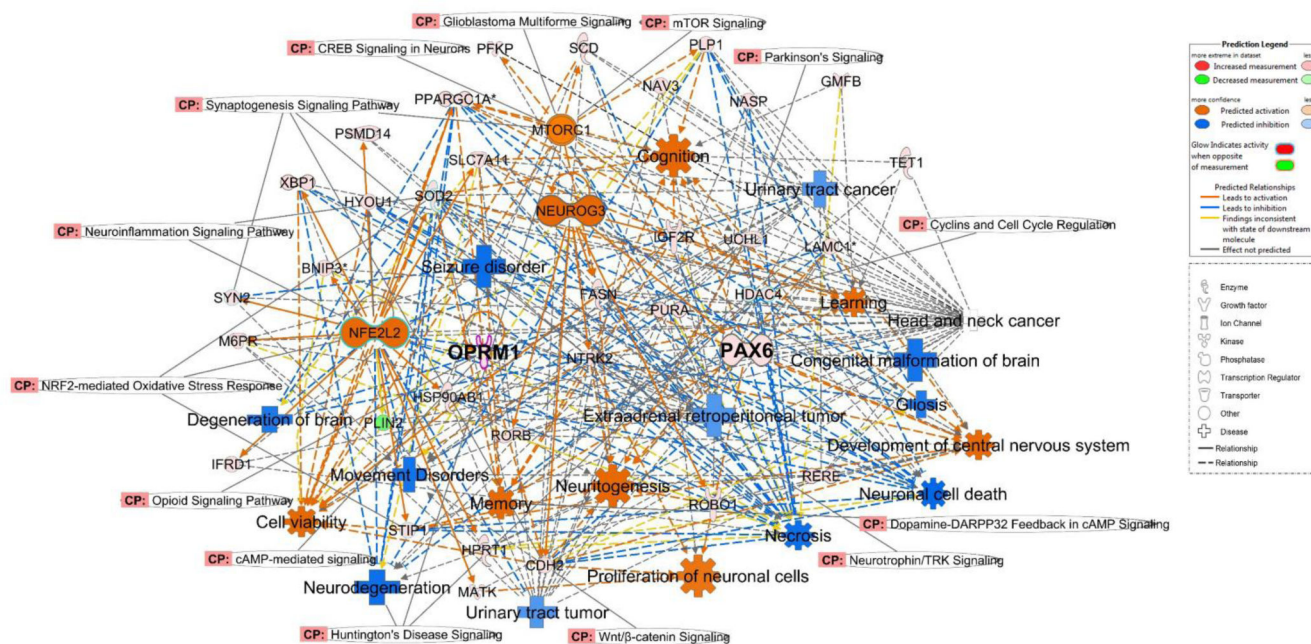 CP: Glioblastoma Multiforme Signaling
CP: mTOR Signaling
CP: CREB Signaling in Neurons
PFKP
SCD
PLP1
CP: Parkinson's Signaling
NAV3
GMFB
CP: Synaptogenesis Signaling Pathway
PPARGC1A*
NASP
PSMD14
MTORC1
SLC7A11
Cognition
TET1
XBP1
HYOU1
SOD2
Urinary tract cancer
NEUROG3
CP: Neuroinflammation Signaling Pathway
IGF2R
UCHL1
LAMC1*
CP: Cyclins and Cell Cycle Regulation
BNIP3*
Seizure disorder
SYN2
FASN
HDAC4
Learning
PURA
Head and neck cancer
NFE2L2
M6PR
OPRM1
NTRK2
PAX6
Congenital malformation of brain
CP: NRF2-mediated Oxidative Stress Response
HSP90AB1
Gliosis
Degeneration of brain
PLIN2
Extraadrenal retroperitoneal tumor
RORB
Development of central nervous system
IFRD1
Movement Disorders
RERE
CP: Opioid Signaling Pathway
Memory
Neuritogenesis
Neuronal cell death
ROBO1
Cell viability
STIP1
Necrosis
CP: Dopamine-DARPP32 Feedback in cAMP Signaling
CP: cAMP-mediated signaling
HPRT1
CDH2
CP: Neurotrophin/TRK Signaling
Neurodegeneration
MATK
Proliferation of neuronal cells
Urinary tract tumor
CP: Huntington's Disease Signaling
CP: Wnt/β-catenin Signaling
Prediction Legend
more extreme in dataset
les
Increased measurement
Decreased measurement
more confidence
les
Predicted activation
Predicted inhibition
Glow Indicates activity
when opposite
of measurement
Predicted Relationships
Leads to activation
Leads to inhibition
Findings inconsistent
with state of downstream
molecule
Effect not predicted
Enzyme
Growth factor
Ion Channel
Kinase
Phosphatase
Transcription Regulator
Transporter
Other
Disease
Relationship
Relationship